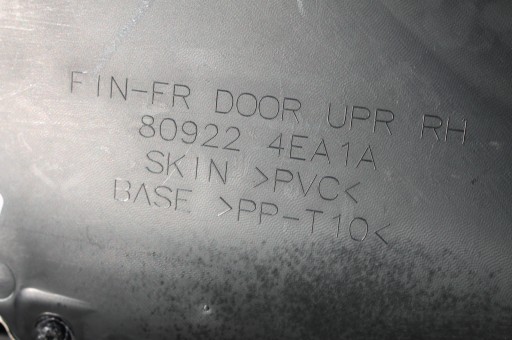 FIN-FR DOOR UPR RH
80922 4EA1A
SKIN >PVC<
BASE >PP-T10<